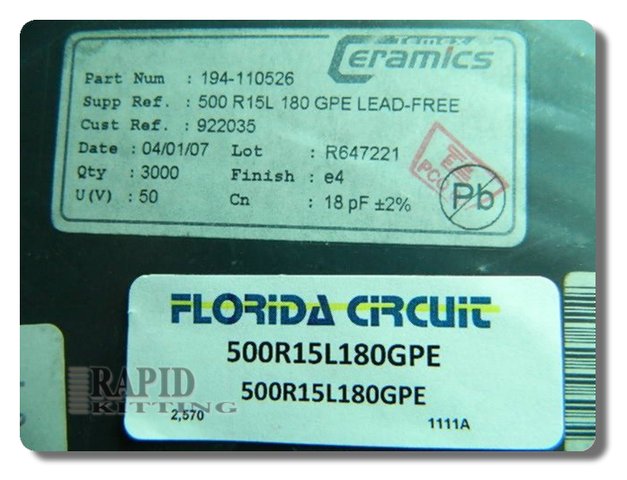 Ceramics
Part Num : 194-110526
Supp Ref. : 500 R15L 180 GPE LEAD-FREE
Cust Ref. : 922035
Date : 04/01/07 Lot : R647221
Qty : 3000 Finish : e4
U(V) : 50 Cn : 18 pF ±2%
PCO
Pb
FLORIDA CIRCUIT
500R15L180GPE
500R15L180GPE
2,570 1111A
RAPID
KITTING